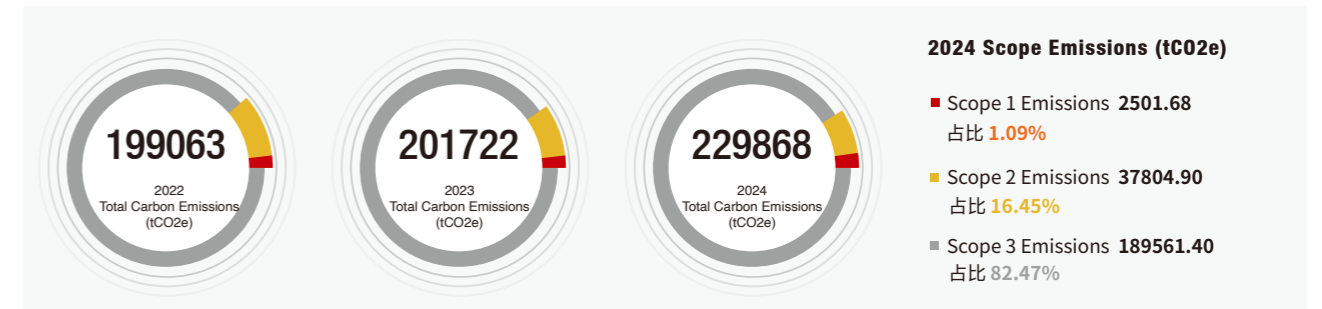 199063
2022
Total Carbon Emissions
(tCO2e)
201722
2023
Total Carbon Emissions
(tCO2e)
229868
2024
Total Carbon Emissions
(tCO2e)
2024 Scope Emissions (tCO2e)
Scope 1 Emissions 2501.68
占比 1.09%
Scope 2 Emissions 37804.90
占比 16.45%
Scope 3 Emissions 189561.40
占比 82.47%